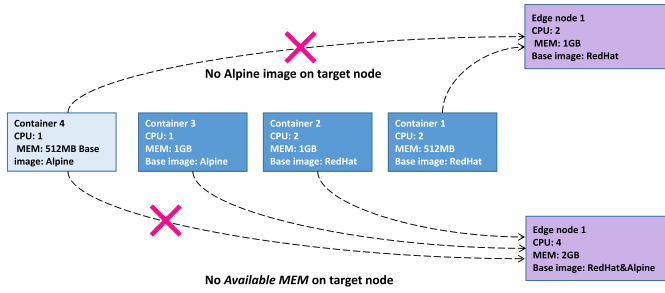 Edge node 1
CPU: 2
MEM: 1GB
Base image: RedHat
No Alpine image on target node
Container 4
CPU: 1
MEM: 512MB Base
image: Alpine
Container 3
CPU: 1
MEM: 1GB
Base image: Alpine
Container 2
CPU: 2
MEM: 1GB
Base image: RedHat
Container 1
CPU: 2
MEM: 512MB
Base image: RedHat
Edge node 1
CPU: 4
MEM: 2GB
Base image: RedHat&Alpine
No Available MEM on target node